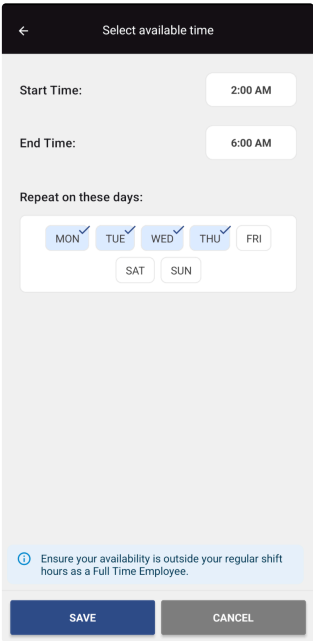 Select available time
Start Time: 2:00 AM
End Time: 6:00 AM
Repeat on these days:
MON TUE WED THU FRI
SAT SUN
Ensure your availability is outside your regular shift
hours as a Full Time Employee.
SAVE CANCEL